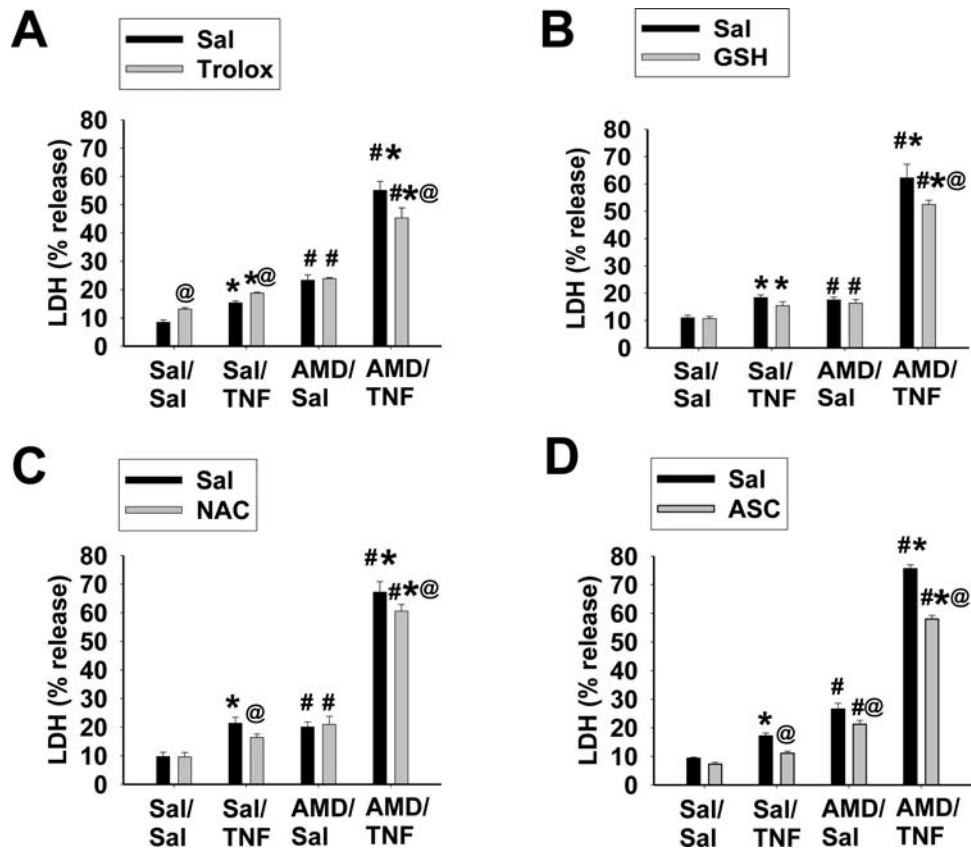 A
Sal
Trolox
LDH (% release)
80
70
60
50
40
30
20
10
0
@
*
*@
#
#
#*
#*@
Sal/ Sal/ AMD/ AMD/
Sal TNF Sal TNF
B
Sal
GSH
LDH (% release)
80
70
60
50
40
30
20
10
0
*
*
#
#
#*
#*@
Sal/ Sal/ AMD/ AMD/
Sal TNF Sal TNF
C
Sal
NAC
LDH (% release)
80
70
60
50
40
30
20
10
0
*
@
#
#
#*
#*@
Sal/ Sal/ AMD/ AMD/
Sal TNF Sal TNF
D
Sal
ASC
LDH (% release)
80
70
60
50
40
30
20
10
0
*
@
#
#@
#*
#*@
Sal/ Sal/ AMD/ AMD/
Sal TNF Sal TNF